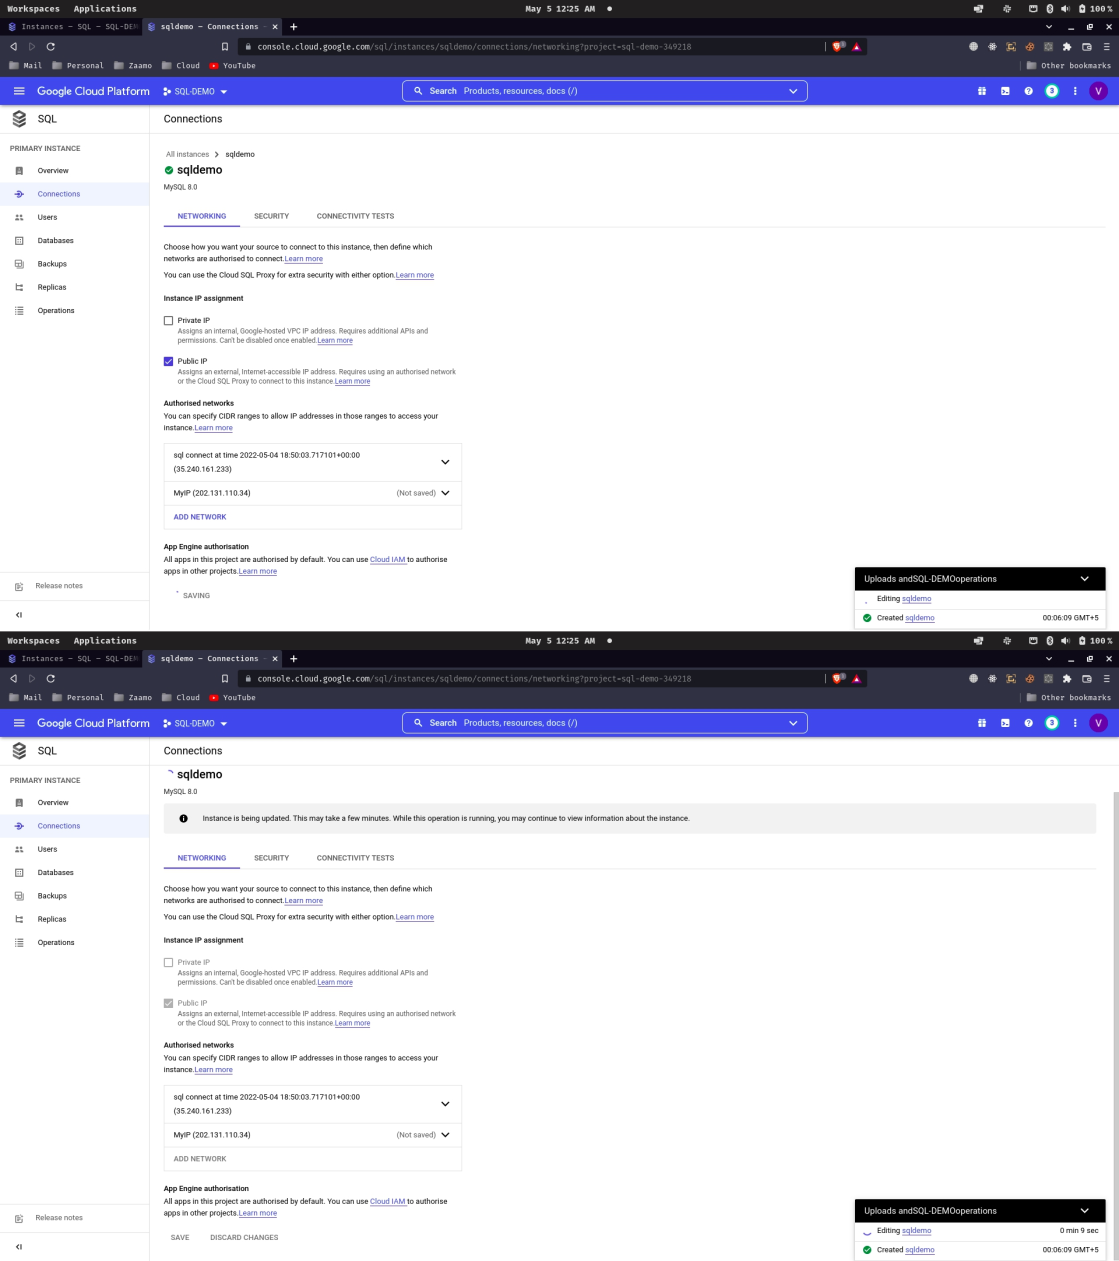 Workspaces Applications May 5 12:25 AM 100%
Instances – SQL – SQL-DEM sqldemo – Connections –
console.cloud.google.com/sql/instances/sqldemo/connections/networking?project=sql-demo-349218
Mail Personal Zaamo Cloud YouTube Other bookmarks
Google Cloud Platform SQL-DEMO Search Products, resources, docs (/) 3 V
SQL Connections
PRIMARY INSTANCE
Overview
Connections
Users
Databases
Backups
Replicas
Operations
Release notes
All instances > sqldemo
sqldemo
MySQL 8.0
NETWORKING SECURITY CONNECTIVITY TESTS
Choose how you want your source to connect to this instance, then define which
networks are authorised to connect.Learn more
You can use the Cloud SQL Proxy for extra security with either option.Learn more
Instance IP assignment
Private IP
Assigns an internal, Google-hosted VPC IP address. Requires additional APIs and
permissions. Can't be disabled once enabled.Learn more
Public IP
Assigns an external, Internet-accessible IP address. Requires using an authorised network
or the Cloud SQL Proxy to connect to this instance.Learn more
Authorised networks
You can specify CIDR ranges to allow IP addresses in those ranges to access your
instance.Learn more
sql connect at time 2022-05-04 18:50:03.717101+00:00
(35.240.161.233)
MyIP (202.131.110.34) (Not saved)
ADD NETWORK
App Engine authorisation
All apps in this project are authorised by default. You can use Cloud IAM to authorise
apps in other projects.Learn more
SAVING
Uploads andSQL-DEMOoperations
Editing sqldemo
Created sqldemo 00:06:09 GMT+5
Workspaces Applications May 5 12:25 AM 100%
Instances – SQL – SQL-DEM sqldemo – Connections –
console.cloud.google.com/sql/instances/sqldemo/connections/networking?project=sql-demo-349218
Mail Personal Zaamo Cloud YouTube Other bookmarks
Google Cloud Platform SQL-DEMO Search Products, resources, docs (/) 3 V
SQL Connections
PRIMARY INSTANCE
Overview
Connections
Users
Databases
Backups
Replicas
Operations
Release notes
sqldemo
MySQL 8.0
Instance is being updated. This may take a few minutes. While this operation is running, you may continue to view information about the instance.
NETWORKING SECURITY CONNECTIVITY TESTS
Choose how you want your source to connect to this instance, then define which
networks are authorised to connect.Learn more
You can use the Cloud SQL Proxy for extra security with either option.Learn more
Instance IP assignment
Private IP
Assigns an internal, Google-hosted VPC IP address. Requires additional APIs and
permissions. Can't be disabled once enabled.Learn more
Public IP
Assigns an external, Internet-accessible IP address. Requires using an authorised network
or the Cloud SQL Proxy to connect to this instance.Learn more
Authorised networks
You can specify CIDR ranges to allow IP addresses in those ranges to access your
instance.Learn more
sql connect at time 2022-05-04 18:50:03.717101+00:00
(35.240.161.233)
MyIP (202.131.110.34) (Not saved)
ADD NETWORK
App Engine authorisation
All apps in this project are authorised by default. You can use Cloud IAM to authorise
apps in other projects.Learn more
SAVE DISCARD CHANGES
Uploads andSQL-DEMOoperations
Editing sqldemo 0 min 9 sec
Created sqldemo 00:06:09 GMT+5